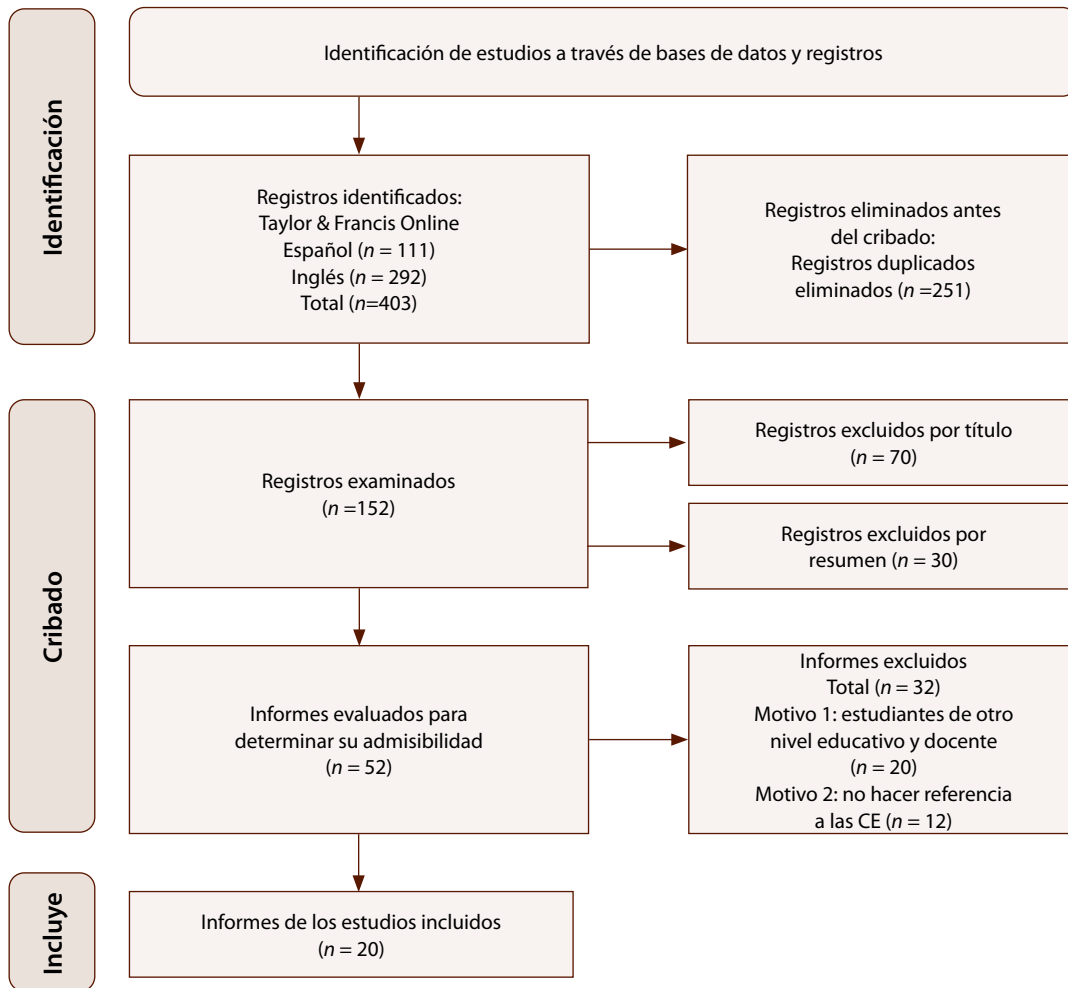 Identificación
Identificación de estudios a través de bases de datos y registros
Registros identificados:
Taylor & Francis Online
Español (n = 111)
Inglés (n = 292)
Total (n=403)
Registros eliminados antes
del cribado:
Registros duplicados
eliminados (n =251)
Cribado
Registros examinados
(n =152)
Registros excluidos por título
(n = 70)
Registros excluidos por
resumen (n = 30)
Informes evaluados para
determinar su admisibilidad
(n = 52)
Informes excluidos
Total (n = 32)
Motivo 1: estudiantes de otro
nivel educativo y docente
(n = 20)
Motivo 2: no hacer referencia
a las CE (n = 12)
Incluye
Informes de los estudios incluidos
(n = 20)